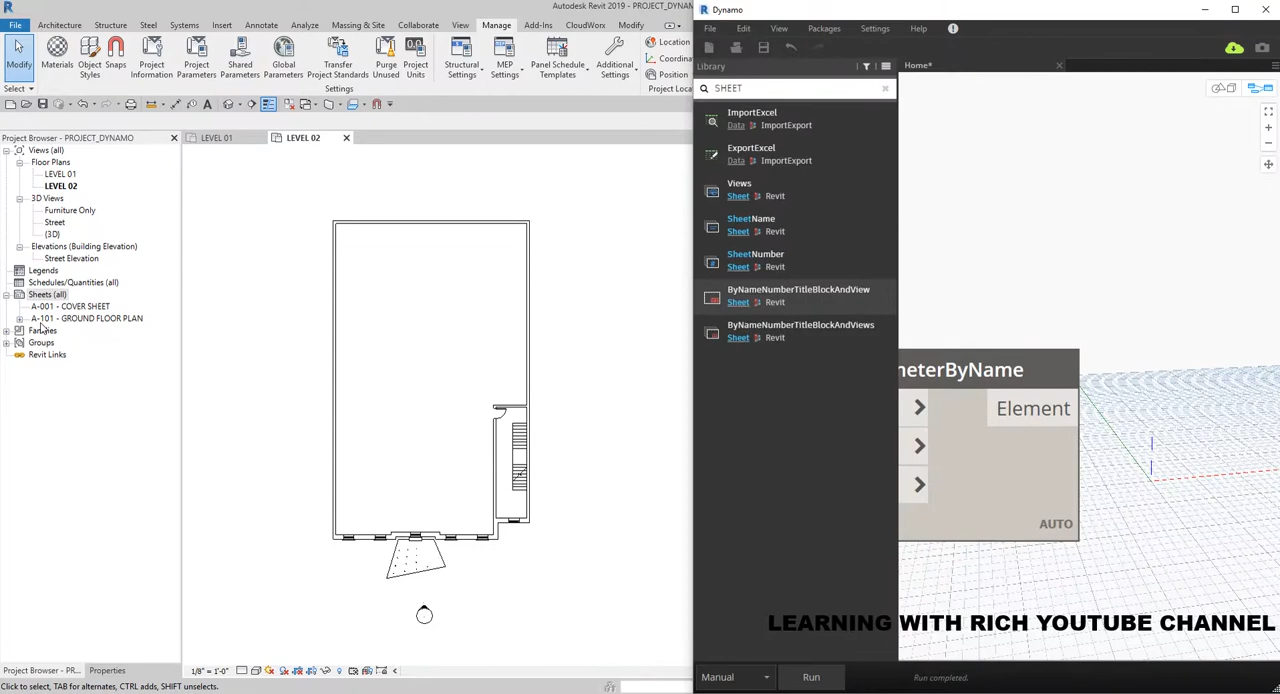 Autodesk Revit 2019 - PROJECT_DYNAM
File Architecture Structure Steel Systems Insert Annotate Analyze Massing & Site Collaborate View Manage Add-Ins CloudWorx Modify
Modify Materials Object Styles Snaps Project Information Project Parameters Shared Parameters Global Parameters Transfer Project Standards Purge Unused Project Units Structural Settings MEP Settings Panel Schedule Templates Additional Settings
Location
Coordina
Position
Select Settings Project Loca
Project Browser - PROJECT_DYNAMO
LEVEL 01 LEVEL 02
Views (all)
Floor Plans
LEVEL 01
LEVEL 02
3D Views
Furniture Only
Street
{3D}
Elevations (Building Elevation)
Street Elevation
Legends
Schedules/Quantities (all)
Sheets (all)
A-001 - COVER SHEET
A-101 - GROUND FLOOR PLAN
Families
Groups
Revit Links
Project Browser - PR... Properties
1/8" = 1'-0"
Click to select, TAB for alternates, CTRL adds, SHIFT unselects.
Dynamo
File Edit View Packages Settings Help
Library
Home*
SHEET
ImportExcel
Data ImportExport
ExportExcel
Data ImportExport
Views
Sheet Revit
SheetName
Sheet Revit
SheetNumber
Sheet Revit
ByNameNumberTitleBlockAndView
Sheet Revit
ByNameNumberTitleBlockAndViews
Sheet Revit
neterByName
Element
AUTO
LEARNING WITH RICH YOUTUBE CHANNEL
Manual Run Run completed.